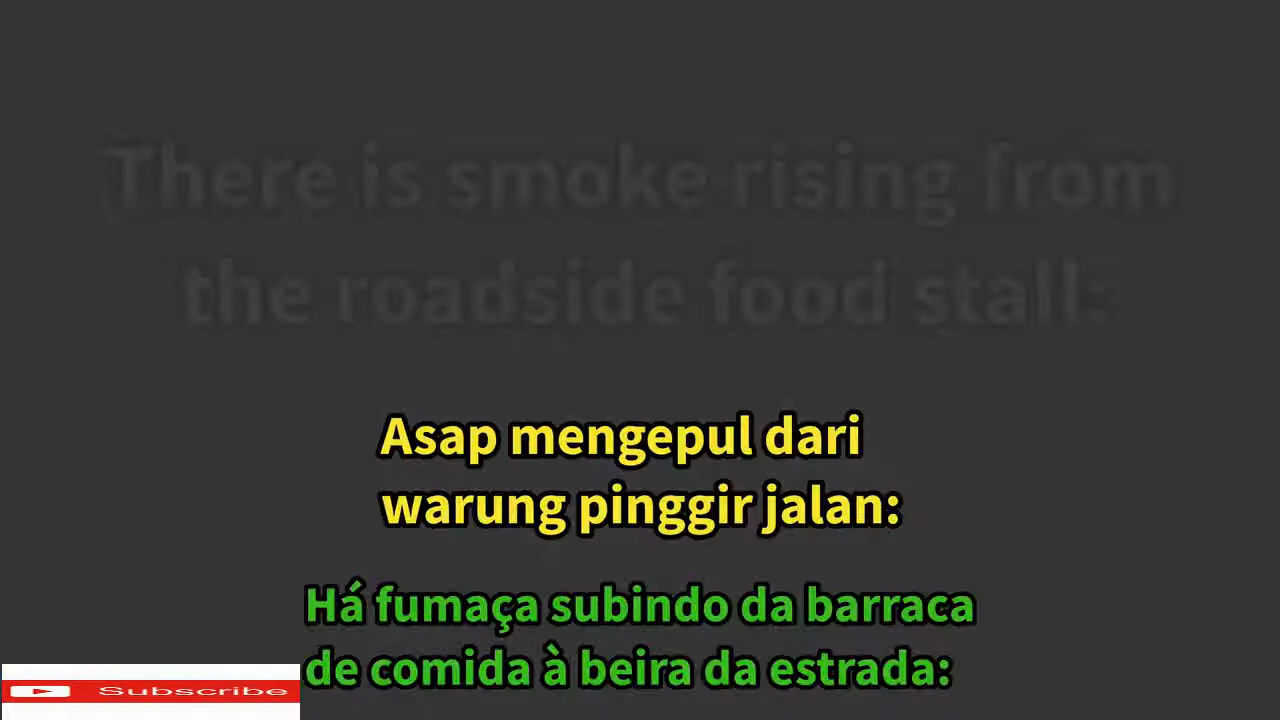 There is smoke rising from
the roadside food stall:
Asap mengepul dari
warung pinggir jalan:
Há fumaça subindo da barraca
de comida à beira da estrada:
Subscribe